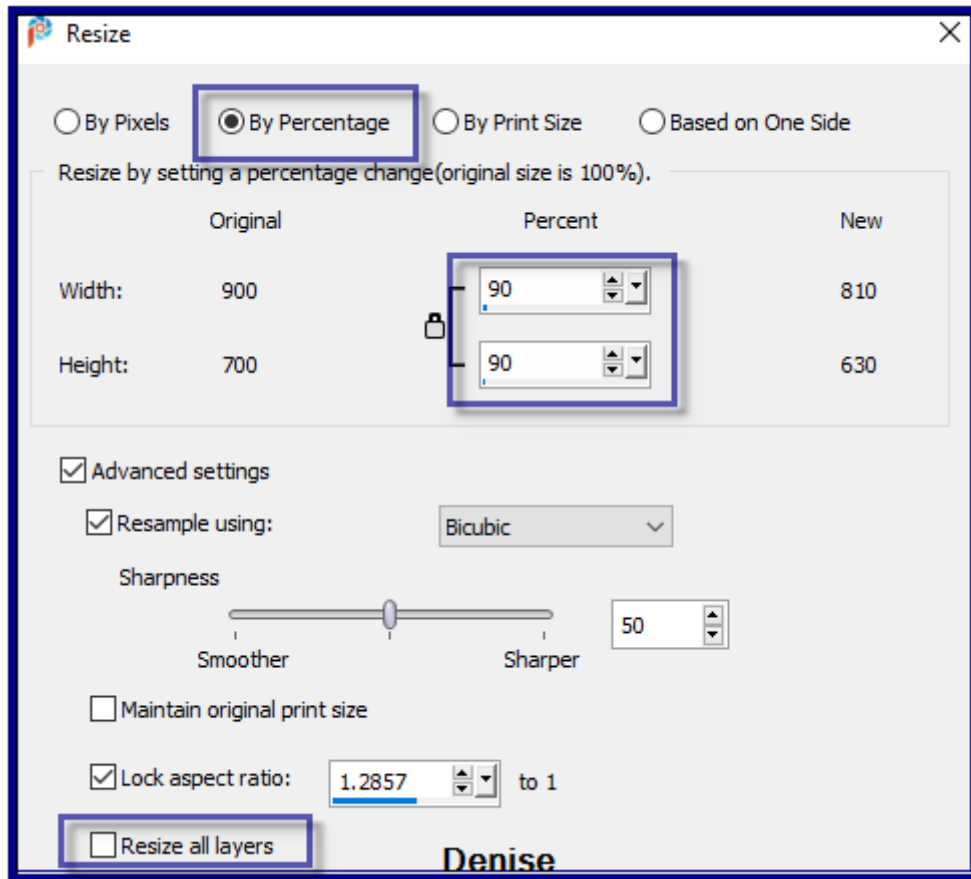 Resize
By Pixels By Percentage By Print Size Based on One Side
Resize by setting a percentage change(original size is 100%).
Original Percent New
Width: 900 90 810
Height: 700 90 630
Advanced settings
Resample using: Bicubic
Sharpness
50
Smoother Sharper
Maintain original print size
Lock aspect ratio: 1.2857 to 1
Resize all layers
Denise